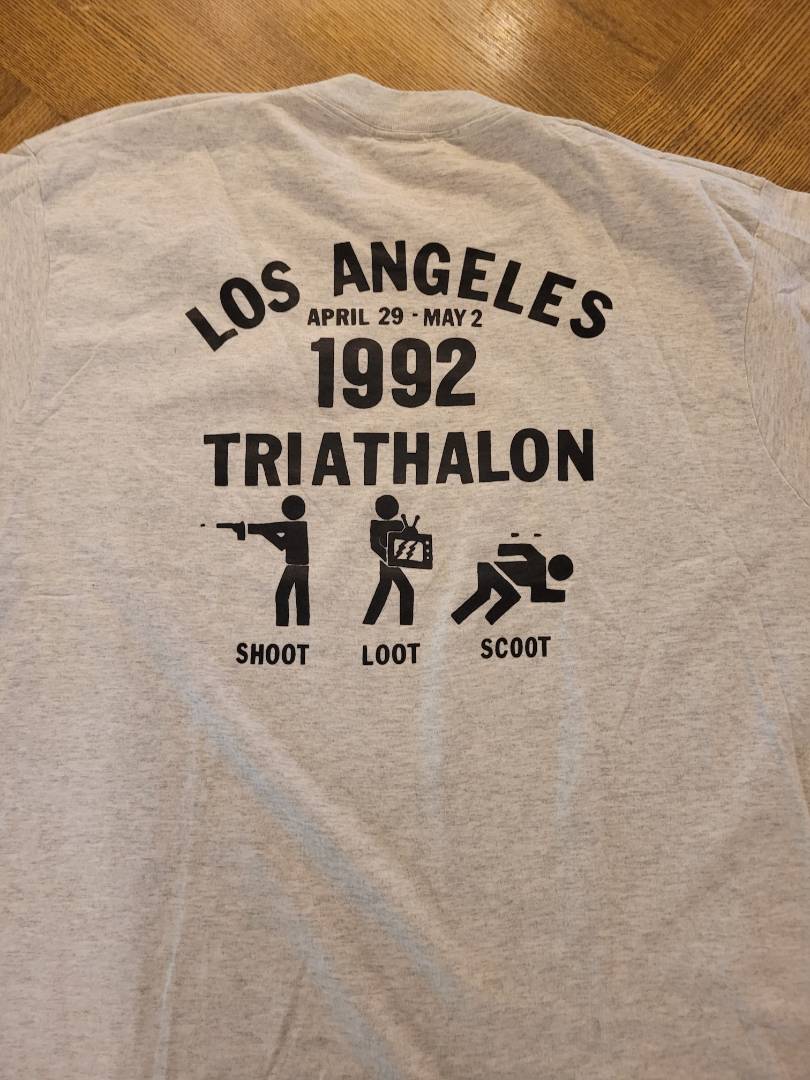 LOS ANGELES
APRIL 29 - MAY 2
1992
TRIATHALON
SHOOT LOOT SCOOT